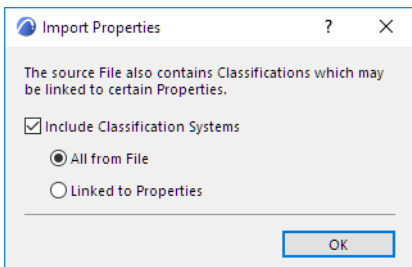 Import Properties
?
The source File also contains Classifications which may
be linked to certain Properties.
Include Classification Systems
All from File
Linked to Properties
OK